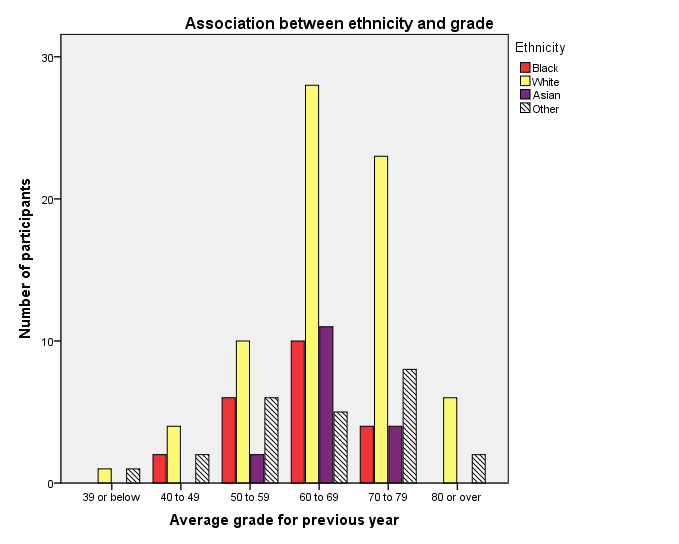 Association between ethnicity and grade
Ethnicity
Black
White
Asian
Other
Number of participants
30
20
10
0
39 or below
40 to 49
50 to 59
60 to 69
70 to 79
80 or over
Average grade for previous year